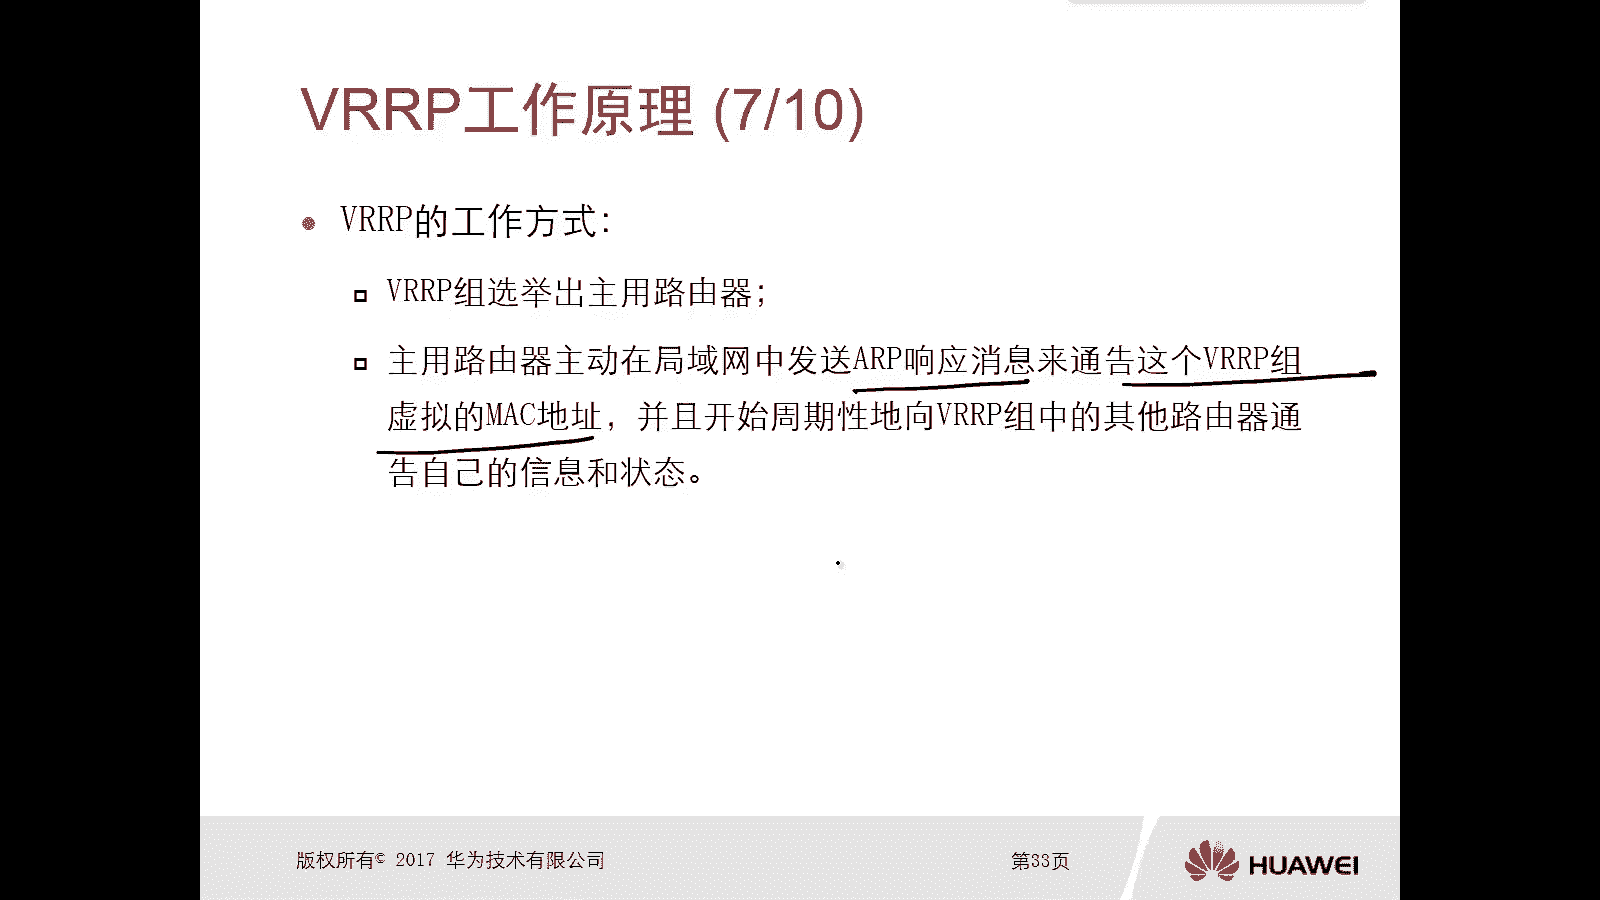 VRRP工作原理 (7/10)
VRRP的工作方式：
VRRP组选举出主用路由器；
主用路由器主动在局域网中发送ARP响应消息来通告这个VRRP组
虚拟的MAC地址，并且开始周期性地向VRRP组中的其他路由器通
告自己的信息和状态。
版权所有© 2017 华为技术有限公司
第33页
HUAWEI